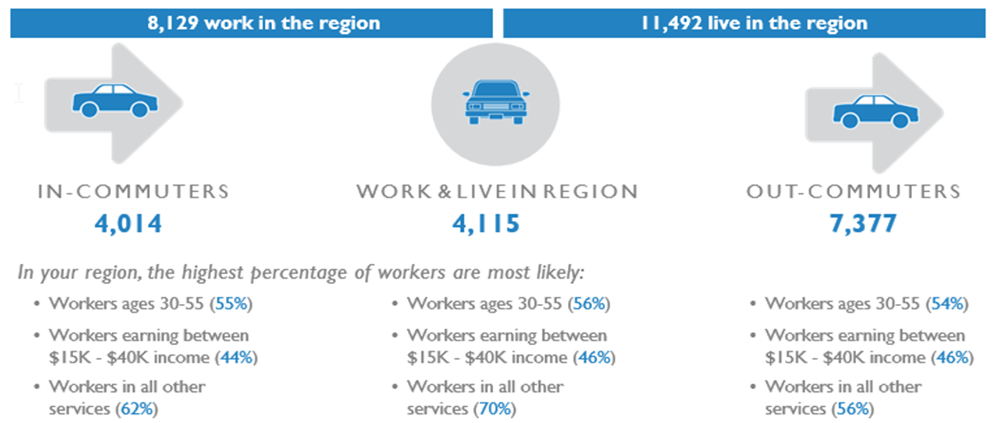 8,129 work in the region
11,492 live in the region
IN-COMMUTERS
4,014
WORK & LIVE IN REGION
4,115
OUT-COMMUTERS
7,377
In your region, the highest percentage of workers are most likely:
• Workers ages 30-55 (55%)
• Workers earning between
$15K - $40K income (44%)
• Workers in all other
services (62%)
• Workers ages 30-55 (56%)
• Workers earning between
$15K - $40K income (46%)
• Workers in all other
services (70%)
• Workers ages 30-55 (54%)
• Workers earning between
$15K - $40K income (46%)
• Workers in all other
services (56%)